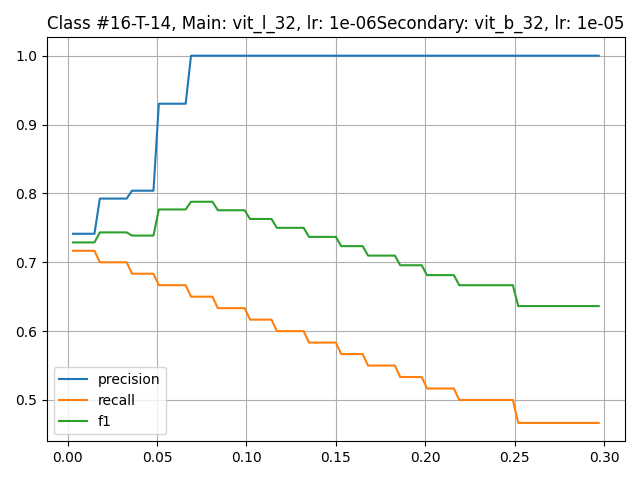 Class #16-T-14, Main: vit_l_32, lr: 1e-06Secondary: vit_b_32, lr: 1e-05
1.0
0.9
0.8
0.7
0.6
0.5
precision
recall
f1
0.00 0.05 0.10 0.15 0.20 0.25 0.30